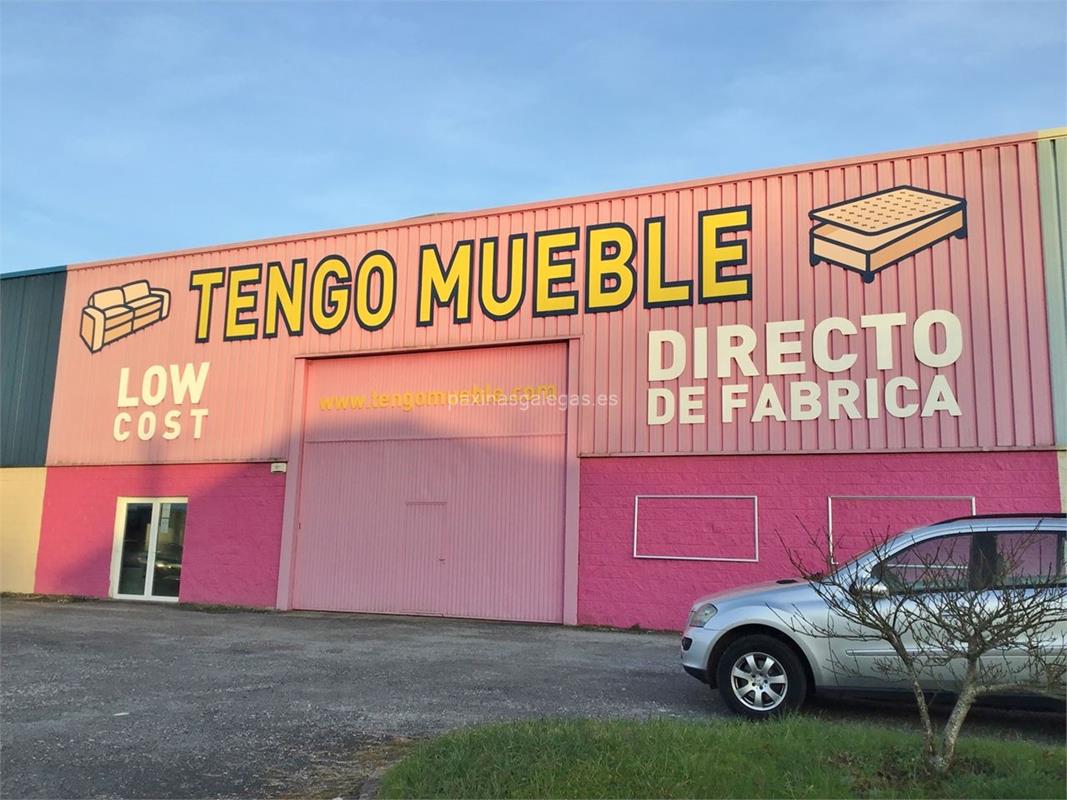 TENGO MUEBLE
LOW
COST
www.tengomueble.com
paxinasgalegas.es
DIRECTO
DE FABRICA